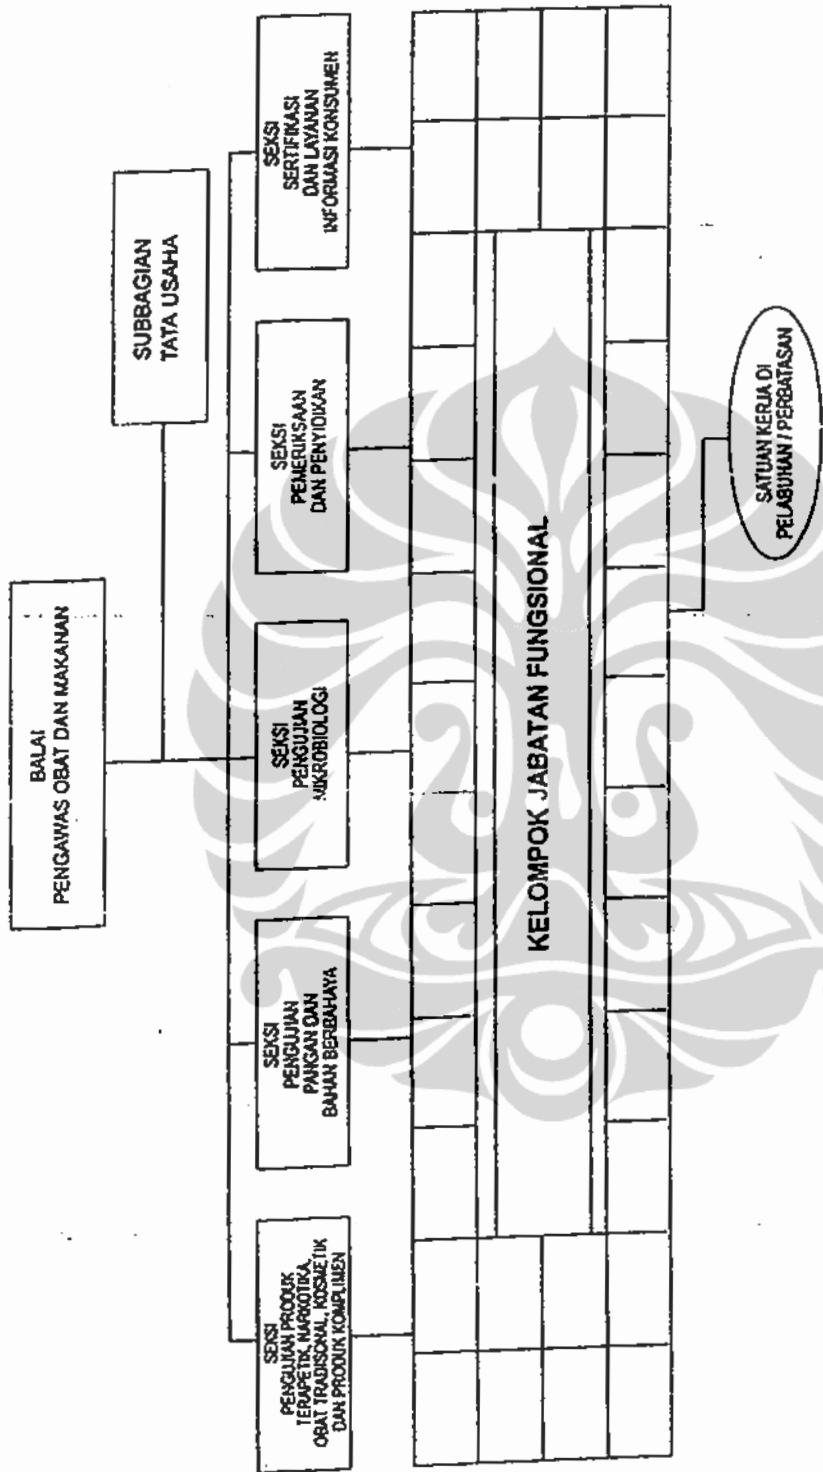 BALAI
PENGAWAS OBAT DAN MAKANAN
SUBBAGIAN
TATA USAHA
SEKSI
PENGUJIAN PRODUK
TERAPETIK, NARKOTIKA,
OBAT TRADISONAL, KOSMETIK
DAN PRODUK KOMPLIMEN
SEKSI
PENGUJIAN
PANGAN DAN
BAHAN BERBAHAYA
SEKSI
PENGUJIAN
MIKROBIOLOGI
SEKSI
PEMERIKSAAN
DAN PENYIDIKAN
SEKSI
SERTIFIKASI
DAN LAYANAN
INFORMASI KONSUMEN
KELOMPOK JABATAN FUNGSIONAL
SATUAN KERJA DI
PELABUHAN / PERBATASAN